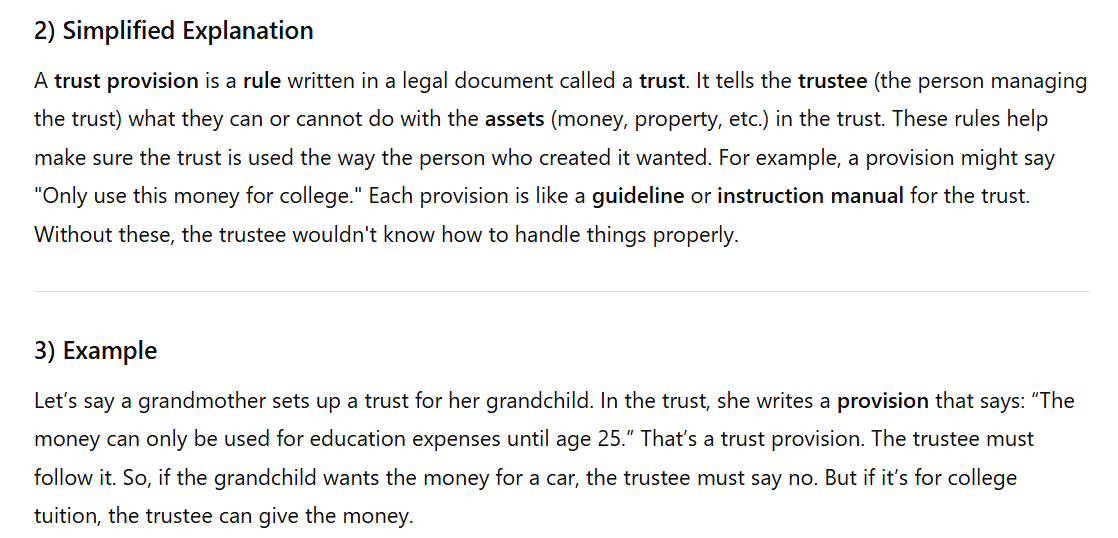 2) Simplified Explanation
A trust provision is a rule written in a legal document called a trust. It tells the trustee (the person managing
the trust) what they can or cannot do with the assets (money, property, etc.) in the trust. These rules help
make sure the trust is used the way the person who created it wanted. For example, a provision might say
"Only use this money for college." Each provision is like a guideline or instruction manual for the trust.
Without these, the trustee wouldn't know how to handle things properly.
3) Example
Let’s say a grandmother sets up a trust for her grandchild. In the trust, she writes a provision that says: “The
money can only be used for education expenses until age 25.” That’s a trust provision. The trustee must
follow it. So, if the grandchild wants the money for a car, the trustee must say no. But if it’s for college
tuition, the trustee can give the money.